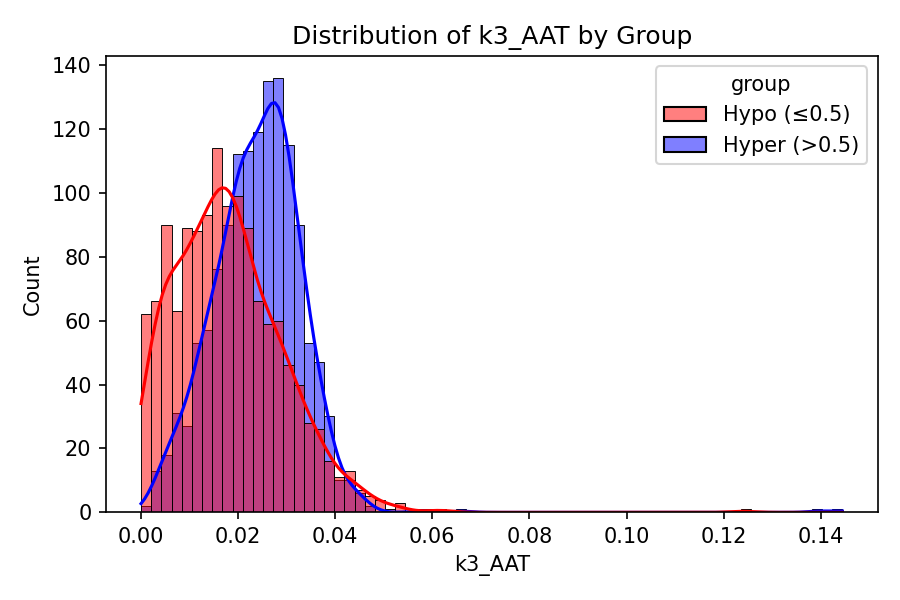 Distribution of k3_AAT by Group
140
120
100
80
60
40
20
0
Count
group
Hypo (≤0.5)
Hyper (>0.5)
0.00 0.02 0.04 0.06 0.08 0.10 0.12 0.14
k3_AAT